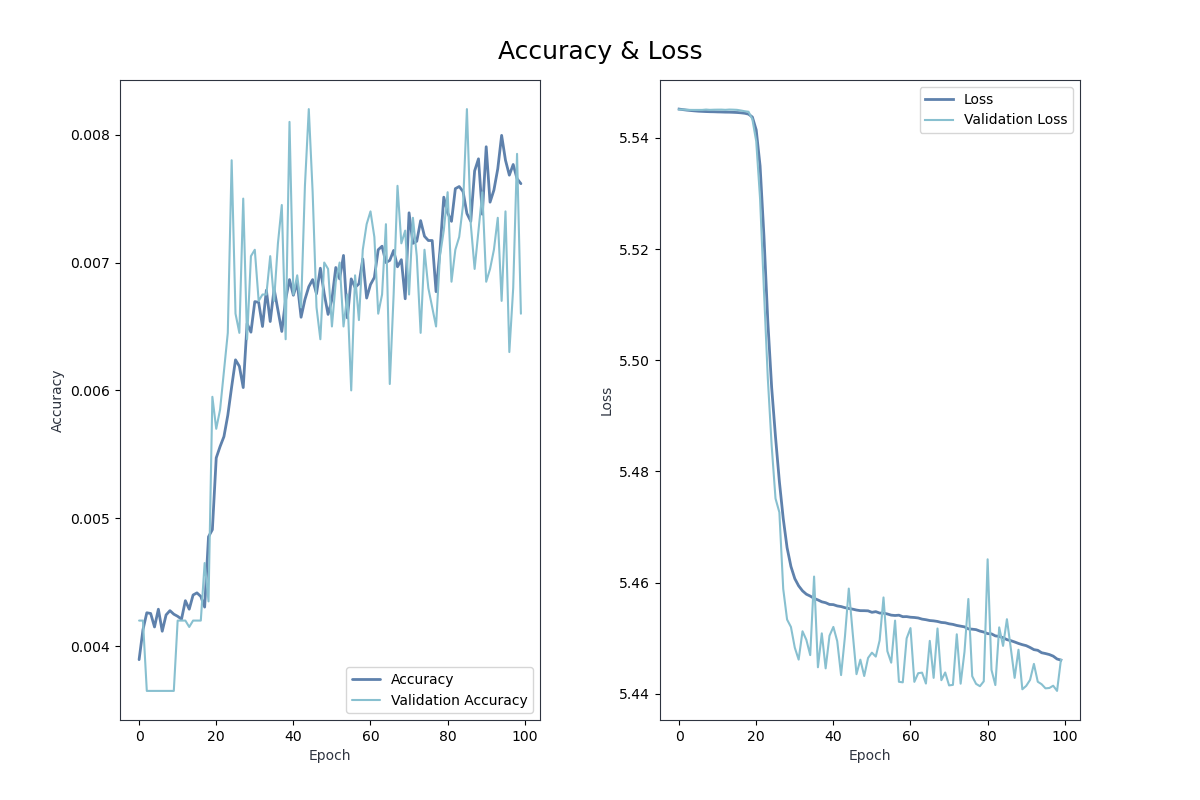 Accuracy & Loss
0.008
0.007
0.006
0.005
0.004
Accuracy
0 20 40 60 80 100
Epoch
Accuracy
Validation Accuracy
5.54
5.52
5.50
5.48
5.46
5.44
Loss
0 20 40 60 80 100
Epoch
Loss
Validation Loss